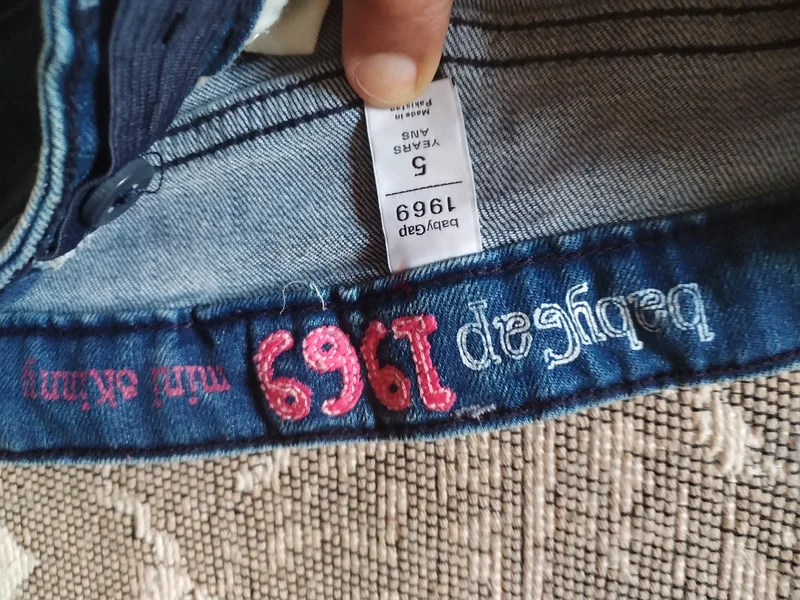 babyGap
1969
5
YEARS
ANS
Made in
Pakistan
babyGap 1969 mini skinny